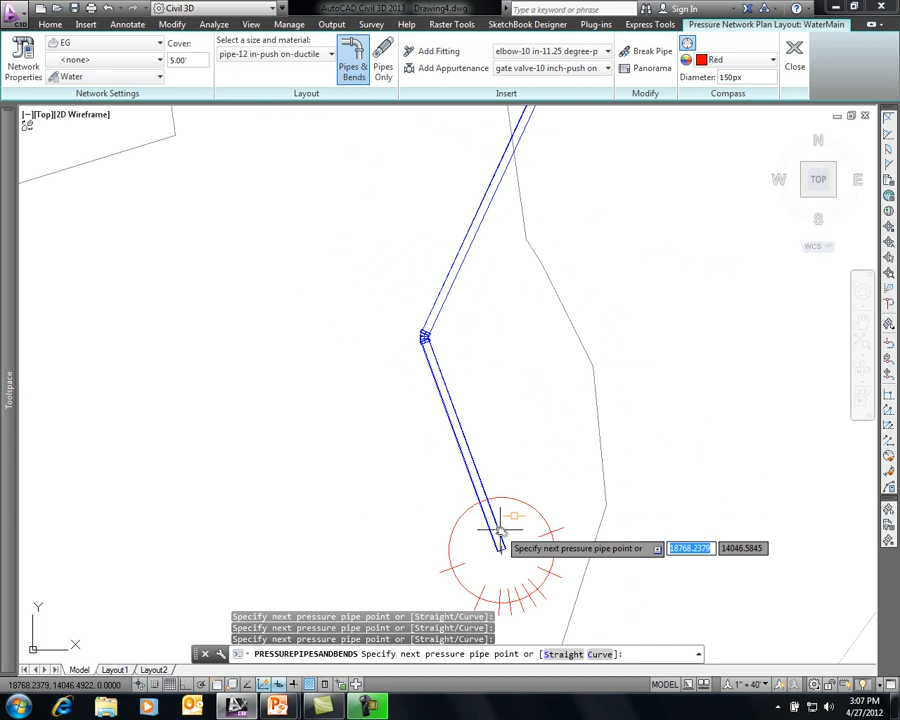 C3D
Civil 3D
AutoCAD Civil 3D 2013 Drawing4.dwg
Type a keyword or phrase
Sign In
Home Insert Annotate Modify Analyze View Manage Output Survey Raster Tools SketchBook Designer Plug-ins Express Tools Pressure Network Plan Layout: WaterMain
Network Properties
EG
<none>
Water
Cover:
5.00'
Network Settings
Select a size and material:
pipe-12 in-push on-ductile
Pipes & Bends
Pipes Only
Layout
Add Fitting
Add Appurtenance
elbow-10 in-11.25 degree-p
gate valve-10 inch-push on
Insert
Break Pipe
Panorama
Modify
Red
Diameter: 150px
Compass
Close
[−][Top][2D Wireframe]
N
W TOP E
S
WCS
Toolspace
Specify next pressure pipe point or
18768.2379
14046.5845
Y
X
Specify next pressure pipe point or [Straight/Curve]:
Specify next pressure pipe point or [Straight/Curve]:
Specify next pressure pipe point or [Straight/Curve]:
PRESSUREPIPESANDBENDS Specify next pressure pipe point or [Straight Curve]:
Model Layout1 Layout2
18768.2379, 14046.4922, 0.0000
MODEL
1" = 40'
3:07 PM
4/27/2012